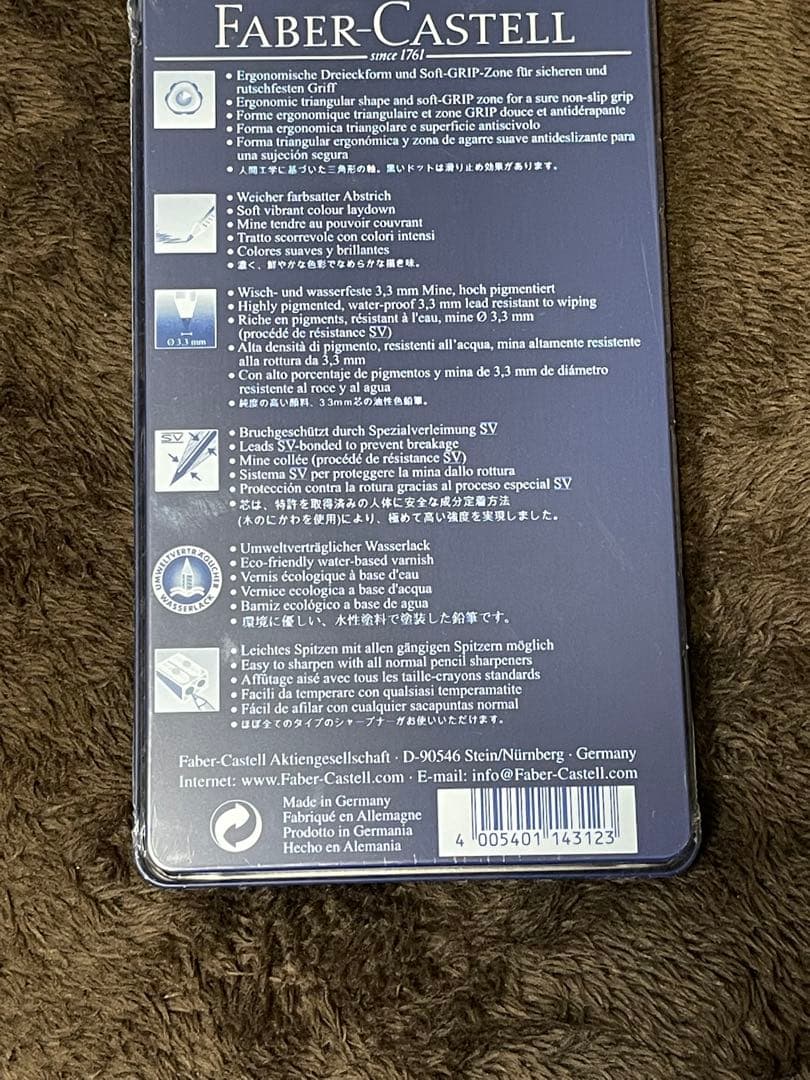 FABER-CASTELL
since 1761
• Ergonomische Dreieckform und Soft-GRIP-Zone für sicheren und
rutschfesten Griff
• Ergonomic triangular shape and soft-GRIP zone for a sure non-slip grip
• Forme ergonomique triangulaire et zone GRIP douce et antidérapante
• Forma ergonomica triangolare e superficie antiscivolo
• Forma triangular ergonómica y zona de agarre suave antideslizante para
una sujeción segura
• 人間工学に基づいた三角形の軸。黒いドットは滑り止め効果があります。
• Weicher farbsatter Abstrich
• Soft vibrant colour laydown
• Mine tendre au pouvoir couvrant
• Tratto scorrevole con colori intensi
• Colores suaves y brillantes
• 濃く、鮮やかな色彩でなめらかな描き味。
Ø 3,3 mm
• Wisch- und wasserfeste 3,3 mm Mine, hoch pigmentiert
• Highly pigmented, water-proof 3,3 mm lead resistant to wiping
• Riche en pigments, résistant à l'eau, mine Ø 3,3 mm
(procédé de résistance SV)
• Alta densità di pigmento, resistenti all'acqua, mina altamente resistente
alla rottura da 3,3 mm
• Con alto porcentaje de pigmentos y mina de 3,3 mm de diámetro
resistente al roce y al agua
• 純度の高い顔料、3.3mm芯の油性色鉛筆。
SV
• Bruchgeschützt durch Spezialverleimung SV
• Leads SV-bonded to prevent breakage
• Mine collée (procédé de résistance SV)
• Sistema SV per proteggere la mina dallo rottura
• Protección contra la rotura gracias al proceso especial SV
• 芯は、特許を取得済みの人体に安全な成分定着方法
(木のにかわを使用)により、極めて高い強度を実現しました。
UMWELTVERTRÄGLICHER WASSERLACK
• Umweltverträglicher Wasserlack
• Eco-friendly water-based varnish
• Vernis écologique à base d'eau
• Vernice ecologica a base d'acqua
• Barniz ecológico a base de agua
• 環境に優しい、水性塗料で塗装した鉛筆です。
• Leichtes Spitzen mit allen gängigen Spitzern möglich
• Easy to sharpen with all normal pencil sharpeners
• Affûtage aisé avec tous les taille-crayons standards
• Facili da temperare con qualsiasi temperamatite
• Fácil de afilar con cualquier sacapuntas normal
• ほぼ全てのタイプのシャープナーがお使いいただけます。
Faber-Castell Aktiengesellschaft · D-90546 Stein/Nürnberg · Germany
Internet: www.Faber-Castell.com · E-mail: info@Faber-Castell.com
Made in Germany
Fabriqué en Allemagne
Prodotto in Germania
Hecho en Alemania
4 005401 143123